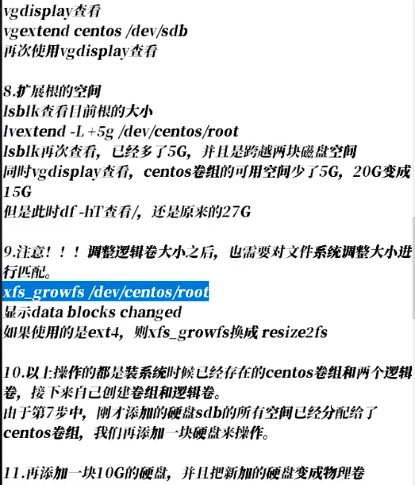 vgdisplay查看
vgextend centos /dev/sdb
再次使用vgdisplay查看
8.扩展根的空间
lsblk查看目前根的大小
lvextend -L +5g /dev/centos/root
lsblk再次查看，已经多了5G，并且是跨越两块磁盘空间
同时vgdisplay查看，centos卷组的可用空间少了5G，20G变成
15G
但是此时df -hT查看/，还是原来的27G
9.注意！！！调整逻辑卷大小之后，也需要对文件系统调整大小进
行匹配。
xfs_growfs /dev/centos/root
显示data blocks changed
如果使用的是ext4，则xfs_growfs换成 resize2fs
10.以上操作的都是装系统时候已经存在的centos卷组和两个逻辑
卷，接下来自己创建卷组和逻辑卷。
由于第7步中，刚才添加的硬盘sdb的所有空间已经分配给了
centos卷组，我们再添加一块硬盘来操作。
11.再添加一块10G的硬盘，并且把新加的硬盘变成物理卷